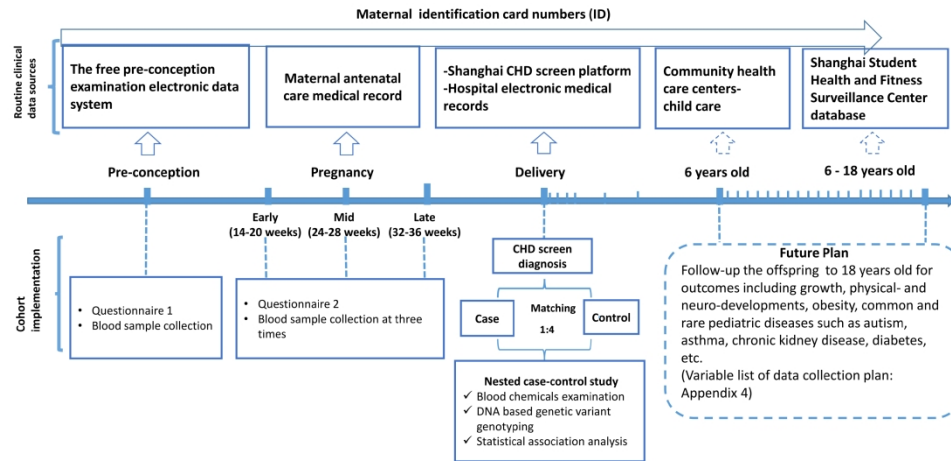 Maternal identification card numbers (ID)
Routine clinical
data sources
The free pre-conception
examination electronic data
system
Maternal antenatal
care medical record
-Shanghai CHD screen platform
-Hospital electronic medical
records
Community health
care centers-
child care
Shanghai Student
Health and Fitness
Surveillance Center
database
Pre-conception
Pregnancy
Delivery
6 years old
6 - 18 years old
Early
(14-20 weeks)
Mid
(24-28 weeks)
Late
(32-36 weeks)
Cohort
implementation
• Questionnaire 1
• Blood sample collection
• Questionnaire 2
• Blood sample collection at three
times
CHD screen
diagnosis
Case
Matching
1:4
Control
Nested case-control study
✓ Blood chemicals examination
✓ DNA based genetic variant
genotyping
✓ Statistical association analysis
Future Plan
Follow-up the offspring to 18 years old for
outcomes including growth, physical- and
neuro-developments, obesity, common and
rare pediatric diseases such as autism,
asthma, chronic kidney disease, diabetes,
etc.
(Variable list of data collection plan:
Appendix 4)